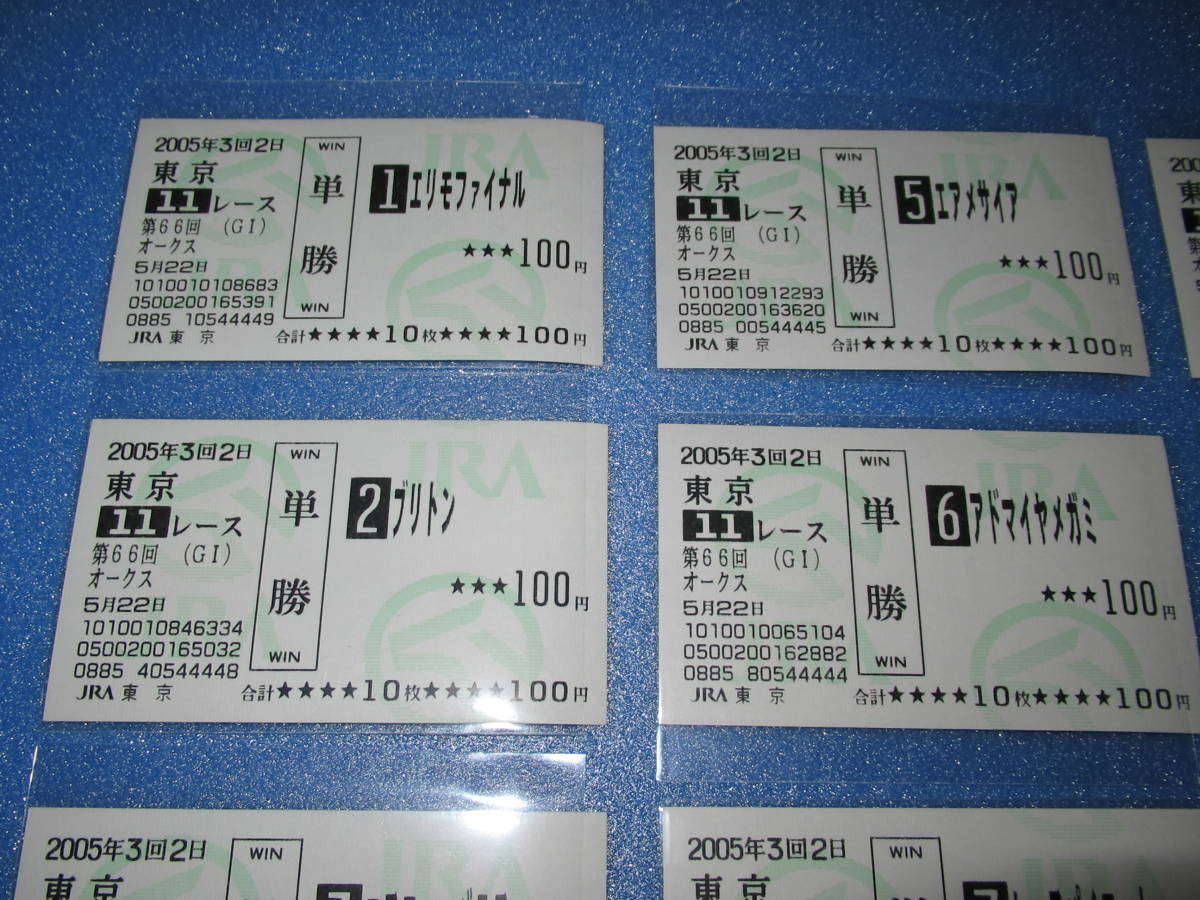 2005年3回2日
東京
11レース
第66回 (GI)
オークス
5月22日
1010010108683
0500200165391
0885 10544449
JRA 東京
WIN
単勝
WIN
1エリモファイナル
★★★100円
合計★★★★10枚★★★★100円
2005年3回2日
東京
11レース
第66回 (GI)
オークス
5月22日
1010010912293
0500200163620
0885 00544445
JRA 東京
WIN
単勝
WIN
5エアメサイア
★★★100円
合計★★★★10枚★★★★100円
2005年3回2日
東京
11レース
第66回 (GI)
オークス
5月22日
1010010846334
0500200165032
0885 40544448
JRA 東京
WIN
単勝
WIN
2ブリトン
★★★100円
合計★★★★10枚★★★★100円
2005年3回2日
東京
11レース
第66回 (GI)
オークス
5月22日
1010010065104
0500200162882
0885 80544444
JRA 東京
WIN
単勝
WIN
6アドマイヤメガミ
★★★100円
合計★★★★10枚★★★★100円
2005年3回2日
東京
WIN
2005年3回2日
東京
WIN